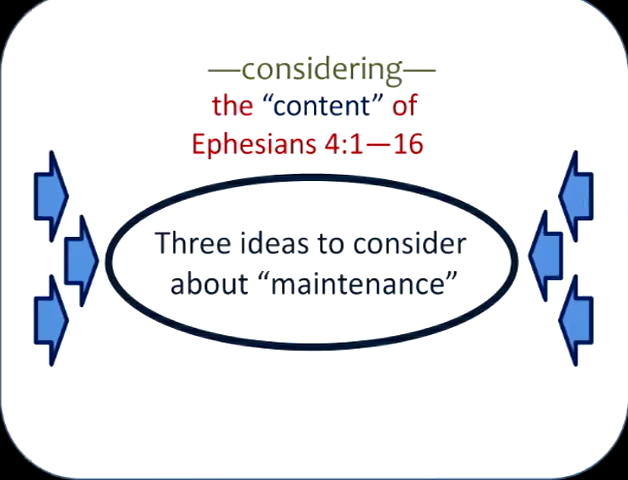 —considering—
the “content” of
Ephesians 4:1—16
Three ideas to consider
about “maintenance”